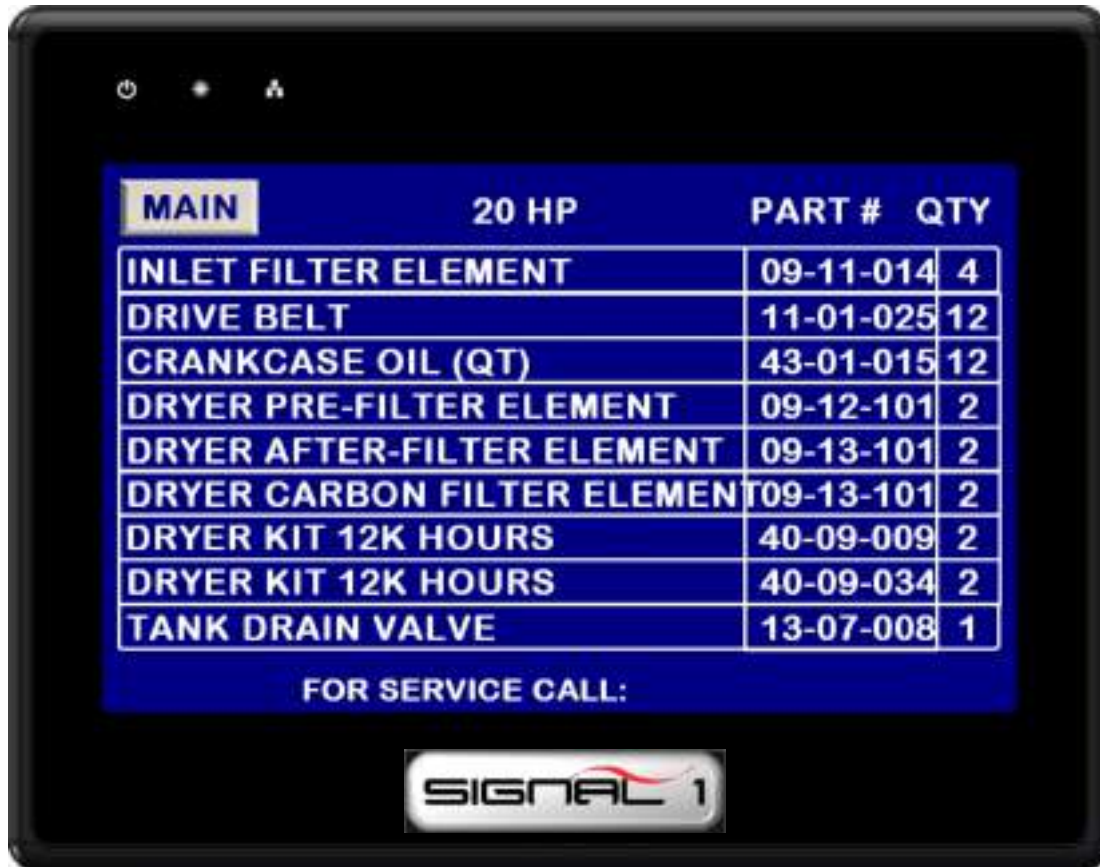 MAIN 20 HP PART # QTY
INLET FILTER ELEMENT 09-11-014 4
DRIVE BELT 11-01-025 12
CRANKCASE OIL (QT) 43-01-015 12
DRYER PRE-FILTER ELEMENT 09-12-101 2
DRYER AFTER-FILTER ELEMENT 09-13-101 2
DRYER CARBON FILTER ELEMENT 09-13-101 2
DRYER KIT 12K HOURS 40-09-009 2
DRYER KIT 12K HOURS 40-09-034 2
TANK DRAIN VALVE 13-07-008 1
FOR SERVICE CALL:
SIGNAL 1